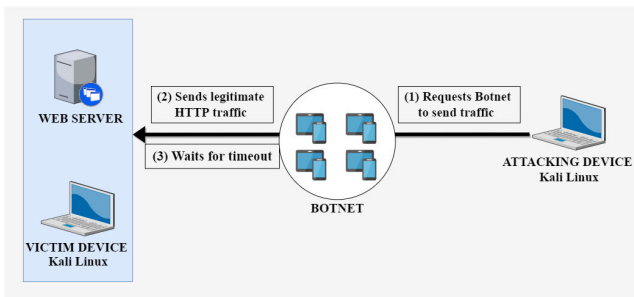 WEB SERVER
VICTIM DEVICE
Kali Linux
(2) Sends legitimate
HTTP traffic
(3) Waits for timeout
BOTNET
(1) Requests Botnet
to send traffic
ATTACKING DEVICE
Kali Linux